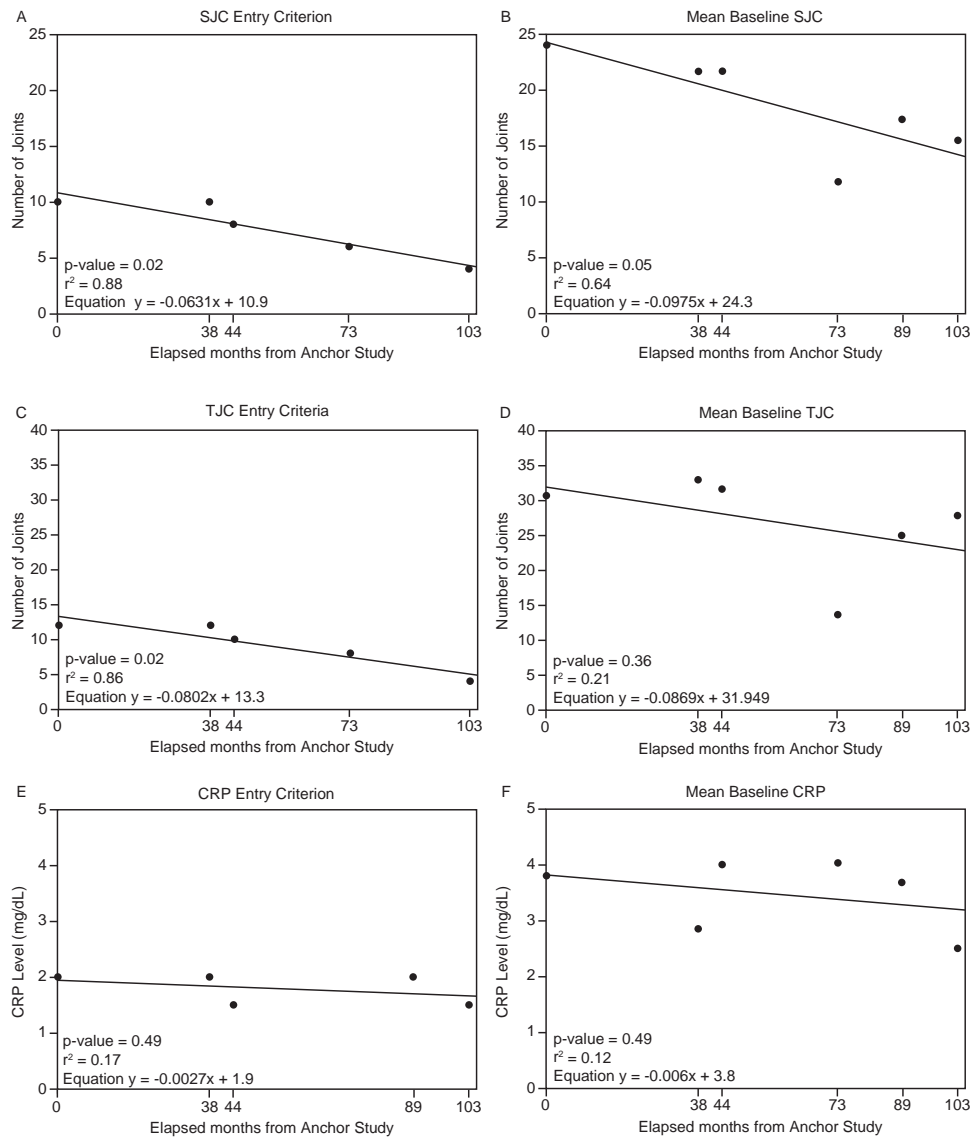 A
SJC Entry Criterion
25
20
15
10
5
0
Number of Joints
p-value = 0.02
r² = 0.88
Equation y = -0.0631x + 10.9
0 38 44 73 103
Elapsed months from Anchor Study
B
Mean Baseline SJC
25
20
15
10
5
0
Number of Joints
p-value = 0.05
r² = 0.64
Equation y = -0.0975x + 24.3
0 38 44 73 89 103
Elapsed months from Anchor Study
C
TJC Entry Criteria
40
35
30
25
20
15
10
5
0
Number of Joints
p-value = 0.02
r² = 0.86
Equation y = -0.0802x + 13.3
0 38 44 73 103
Elapsed months from Anchor Study
D
Mean Baseline TJC
40
35
30
25
20
15
10
5
0
Number of Joints
p-value = 0.36
r² = 0.21
Equation y = -0.0869x + 31.949
0 38 44 73 89 103
Elapsed months from Anchor Study
E
CRP Entry Criterion
5
4
3
2
1
0
CRP Level (mg/dL)
p-value = 0.49
r² = 0.17
Equation y = -0.0027x + 1.9
0 38 44 89 103
Elapsed months from Anchor Study
F
Mean Baseline CRP
5
4
3
2
1
0
CRP Level (mg/dL)
p-value = 0.49
r² = 0.12
Equation y = -0.006x + 3.8
0 38 44 73 89 103
Elapsed months from Anchor Study